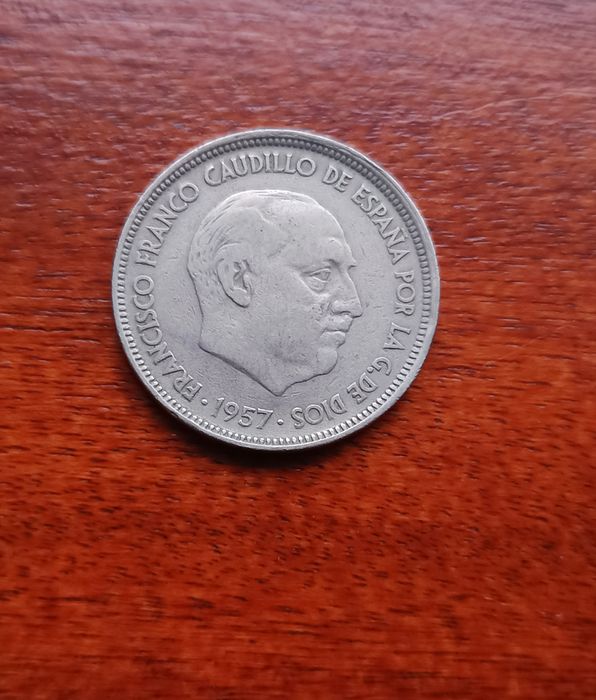 FRANCISCO FRANCO CAUDILLO DE ESPAÑA POR LA G. DE DIOS
· 1957 ·